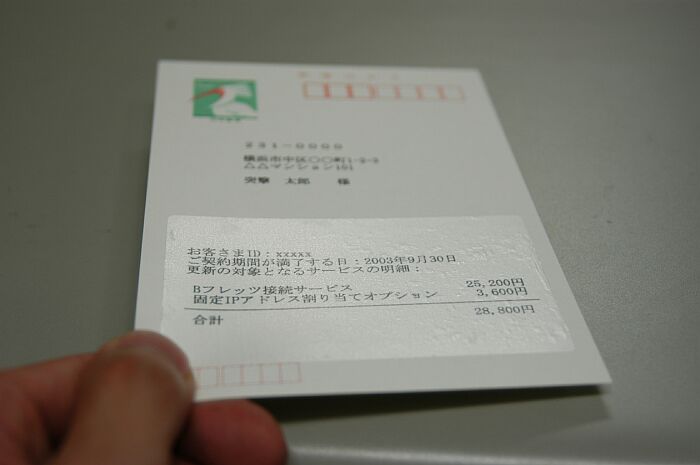 231-0000
横浜市中区〇〇町1-2-3
△△マンション101
突撃 太郎 様
お客さまID：xxxxx
ご契約期間が満了する日：2003年9月30日
更新の対象となるサービスの明細：
Bフレッツ接続サービス 25,200円
固定IPアドレス割り当てオプション 3,600円
合計 28,800円